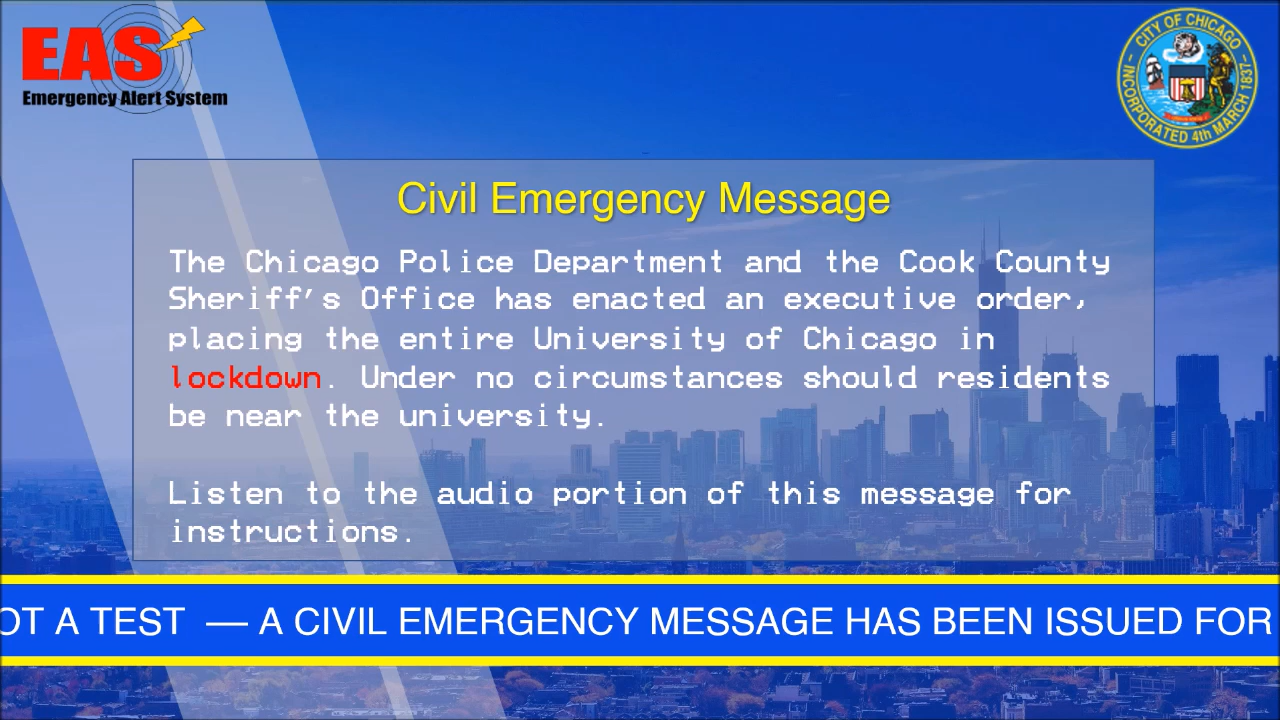 EAS
Emergency Alert System
CITY OF CHICAGO
INCORPORATED 4th MARCH 1837
Civil Emergency Message
The Chicago Police Department and the Cook County
Sheriff's Office has enacted an executive order,
placing the entire University of Chicago in
lockdown. Under no circumstances should residents
be near the university.
Listen to the audio portion of this message for
instructions.
OT A TEST — A CIVIL EMERGENCY MESSAGE HAS BEEN ISSUED FOR